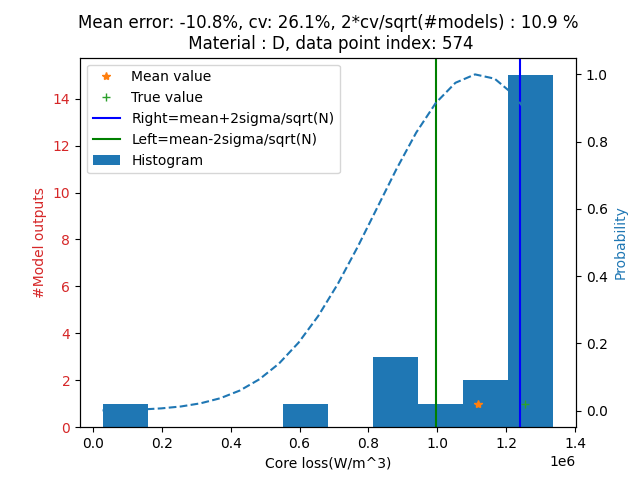 Mean error: -10.8%, cv: 26.1%, 2*cv/sqrt(#models) : 10.9 %
Material : D, data point index: 574
Mean value
True value
Right=mean+2sigma/sqrt(N)
Left=mean-2sigma/sqrt(N)
Histogram
#Model outputs
14
12
10
8
6
4
2
0
1.0
0.8
0.6
0.4
0.2
0.0
Probability
0.0 0.2 0.4 0.6 0.8 1.0 1.2 1.4
1e6
Core loss(W/m^3)